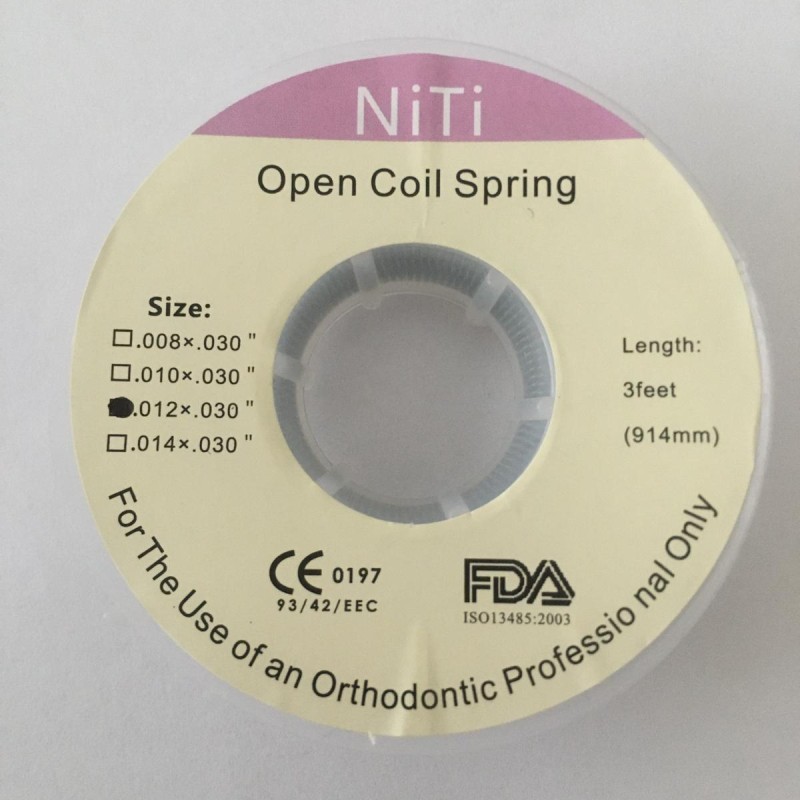 NiTi
Open Coil Spring
Size:
.008×.030 "
.010×.030 "
.012×.030 "
.014×.030 "
Length:
3feet
(914mm)
CE 0197
93/42/EEC
FDA
ISO13485:2003
For The Use of an Orthodontic Professio nal Only